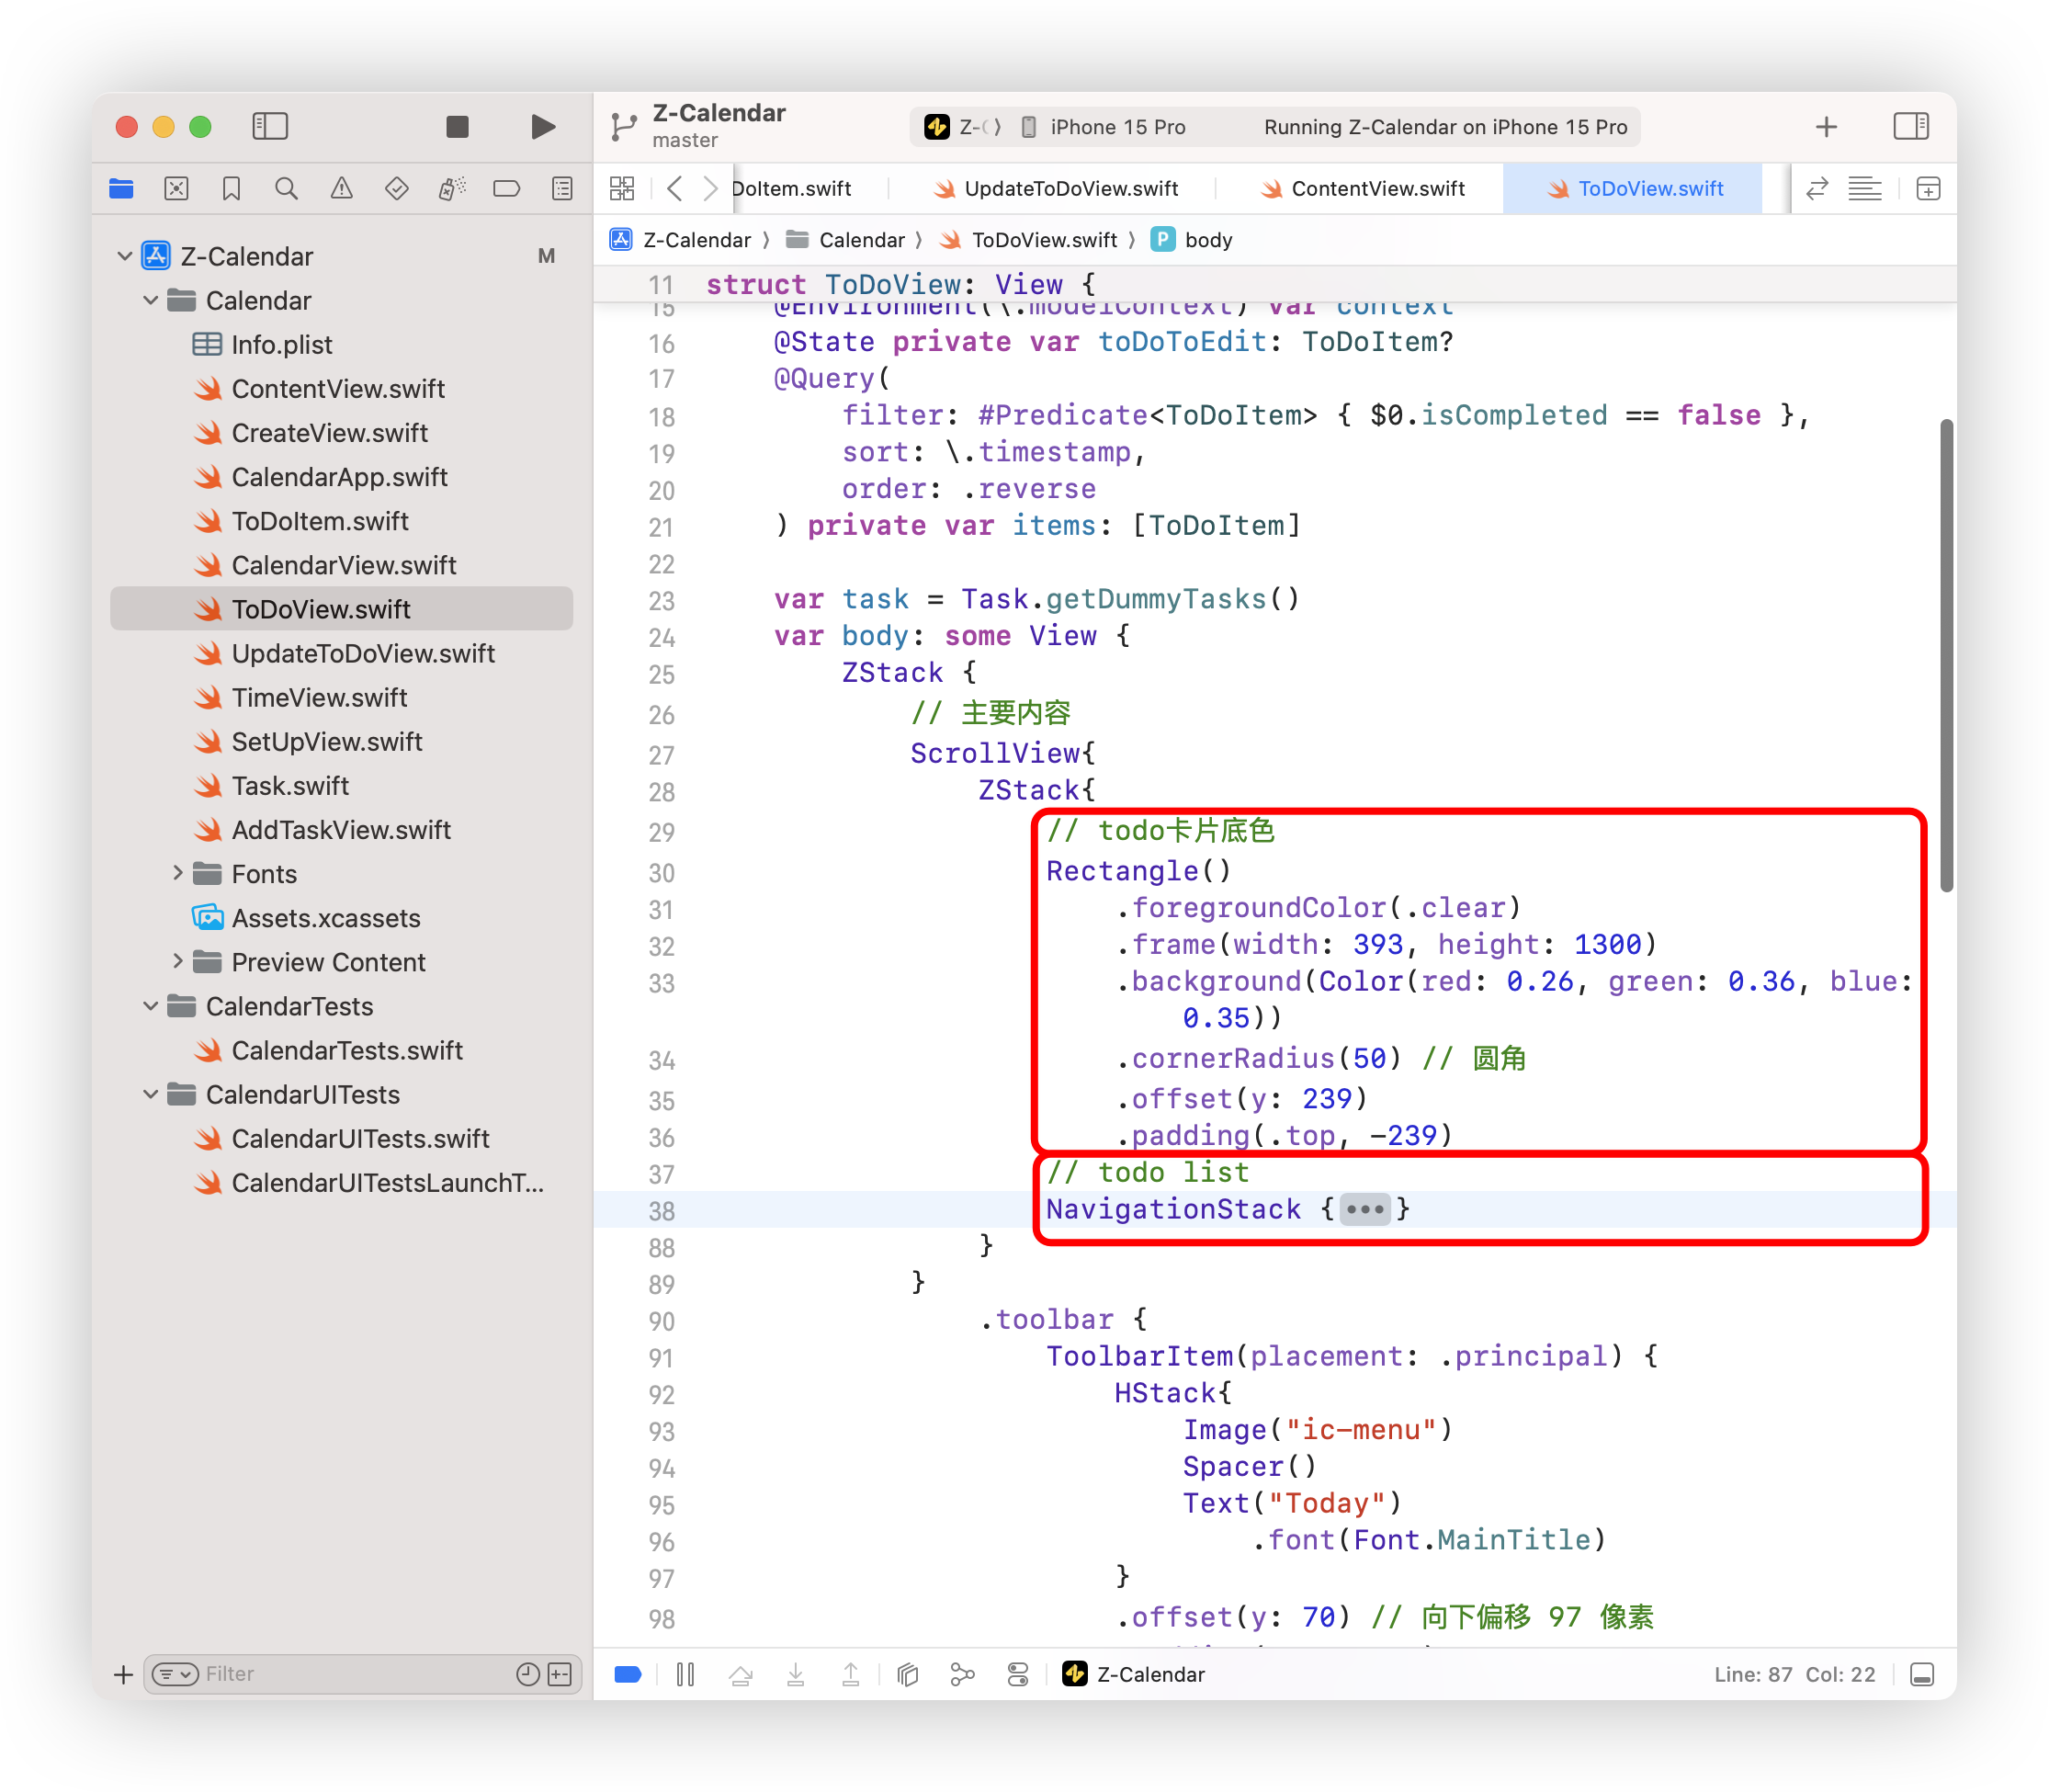 Z-Calendar
master
Z-C
iPhone 15 Pro
Running Z-Calendar on iPhone 15 Pro
DoItem.swift
UpdateToDoView.swift
ContentView.swift
ToDoView.swift
Z-Calendar
Calendar
ToDoView.swift
P
body
Z-Calendar
M
Calendar
Info.plist
ContentView.swift
CreateView.swift
CalendarApp.swift
ToDoItem.swift
CalendarView.swift
ToDoView.swift
UpdateToDoView.swift
TimeView.swift
SetUpView.swift
Task.swift
AddTaskView.swift
Fonts
Assets.xcassets
Preview Content
CalendarTests
CalendarTests.swift
CalendarUITests
CalendarUITests.swift
CalendarUITestsLaunchT...
Filter
11 struct ToDoView: View {
15 @Environment(\.modelContext) var context
16 @State private var toDoToEdit: ToDoItem?
17 @Query(
18 filter: #Predicate<ToDoItem> { $0.isCompleted == false },
19 sort: \.timestamp,
20 order: .reverse
21 ) private var items: [ToDoItem]
22
23 var task = Task.getDummyTasks()
24 var body: some View {
25 ZStack {
26 // 主要内容
27 ScrollView{
28 ZStack{
29 // todo卡片底色
30 Rectangle()
31 .foregroundColor(.clear)
32 .frame(width: 393, height: 1300)
33 .background(Color(red: 0.26, green: 0.36, blue:
0.35))
34 .cornerRadius(50) // 圆角
35 .offset(y: 239)
36 .padding(.top, -239)
37 // todo list
38 NavigationStack {•••}
88 }
89 }
90 .toolbar {
91 ToolbarItem(placement: .principal) {
92 HStack{
93 Image("ic-menu")
94 Spacer()
95 Text("Today")
96 .font(Font.MainTitle)
97 }
98 .offset(y: 70) // 向下偏移 97 像素
Z-Calendar
Line: 87 Col: 22